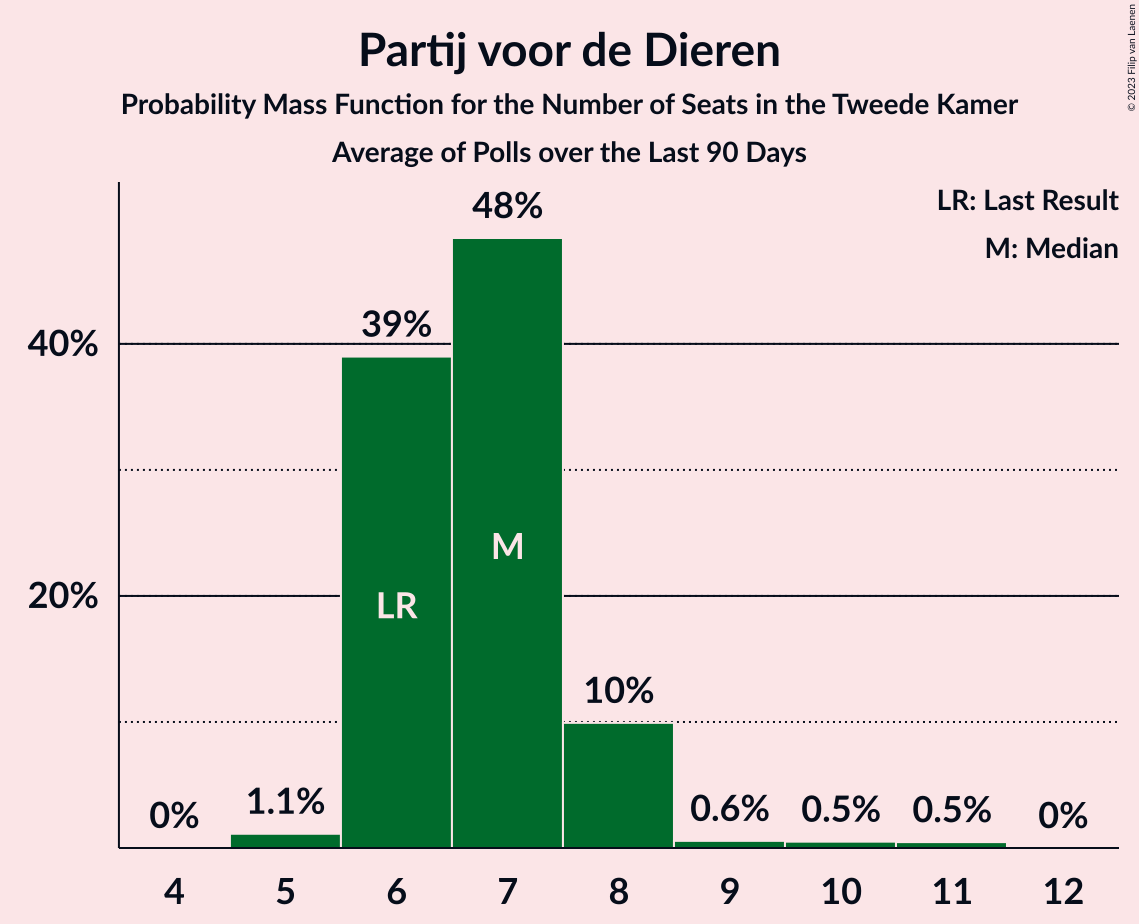 Partij voor de Dieren
Probability Mass Function for the Number of Seats in the Tweede Kamer
Average of Polls over the Last 90 Days
© 2023 Filip van Laenen
LR: Last Result
M: Median
40%
20%
0%
1.1%
39%
48%
10%
0.6%
0.5%
0.5%
0%
LR
M
4 5 6 7 8 9 10 11 12